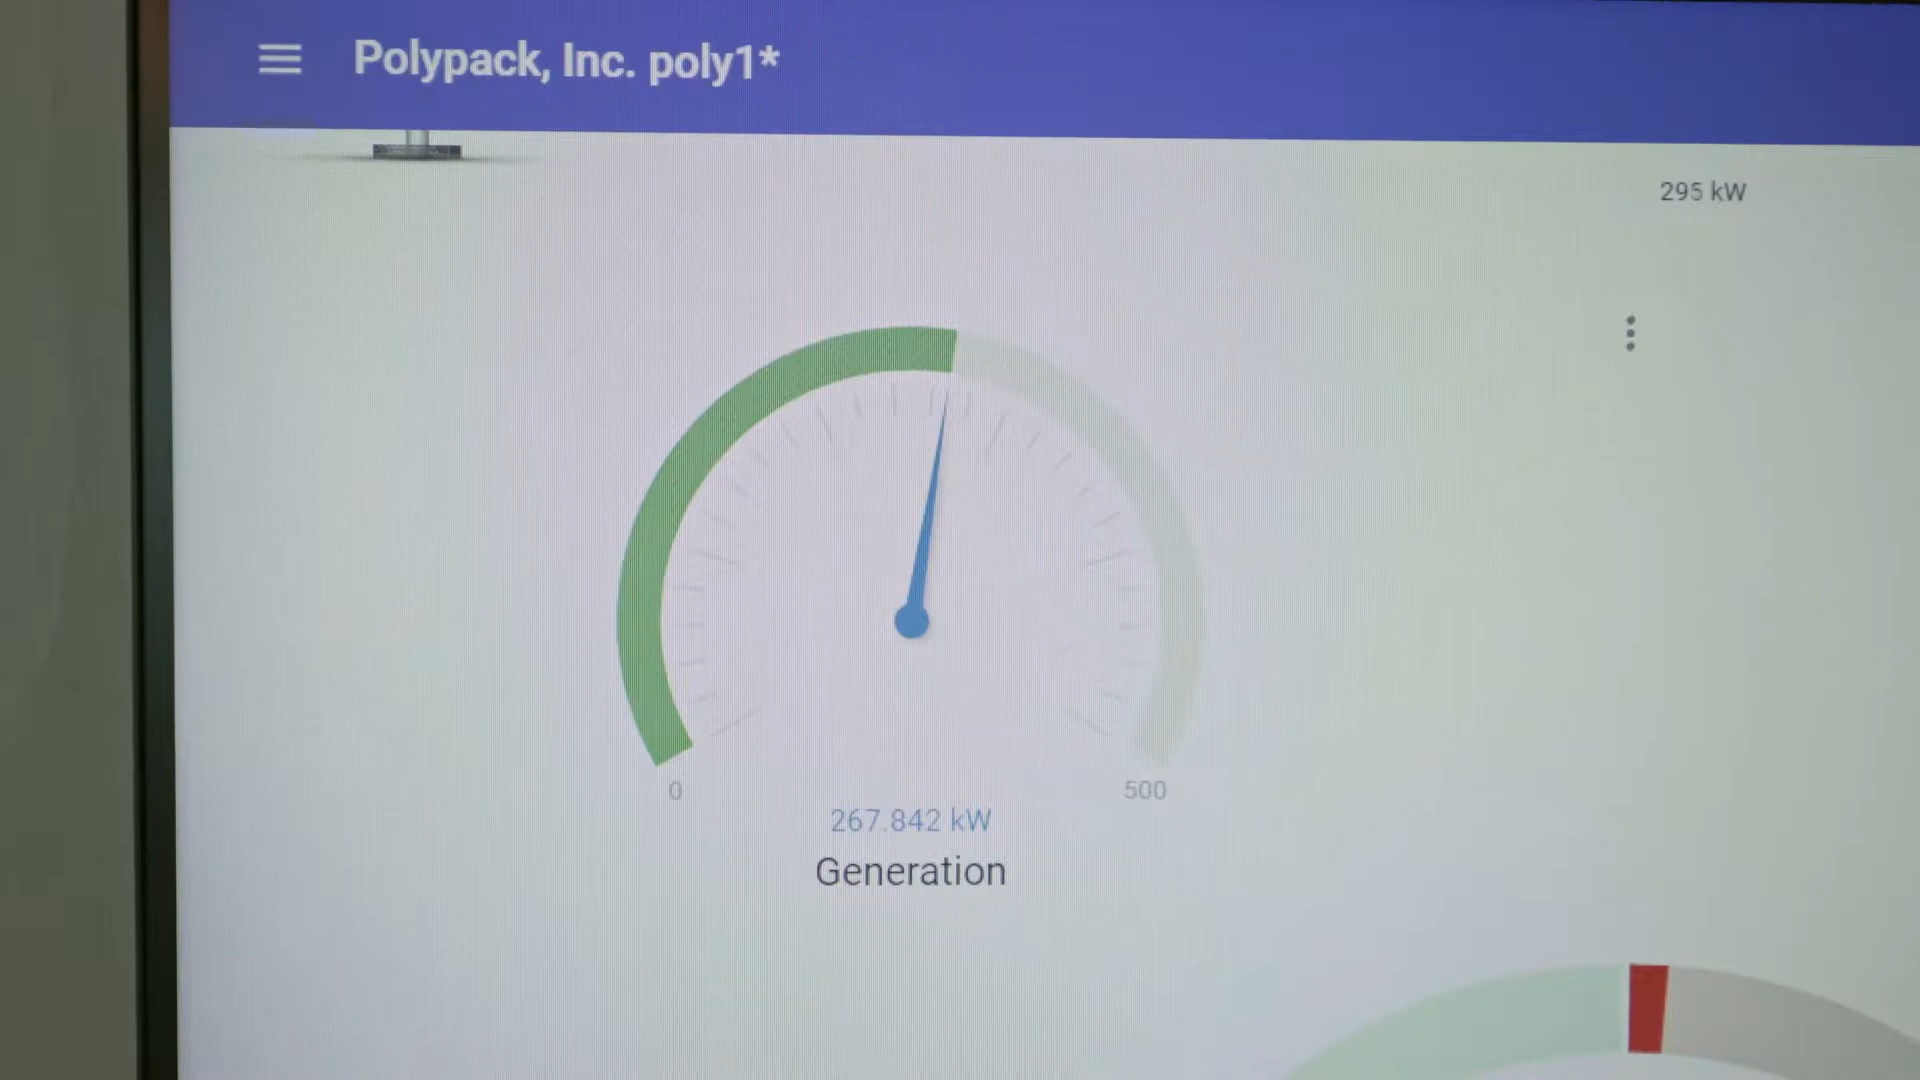 Polypack, Inc. poly1*
295 kW
0
500
267.842 kW
Generation